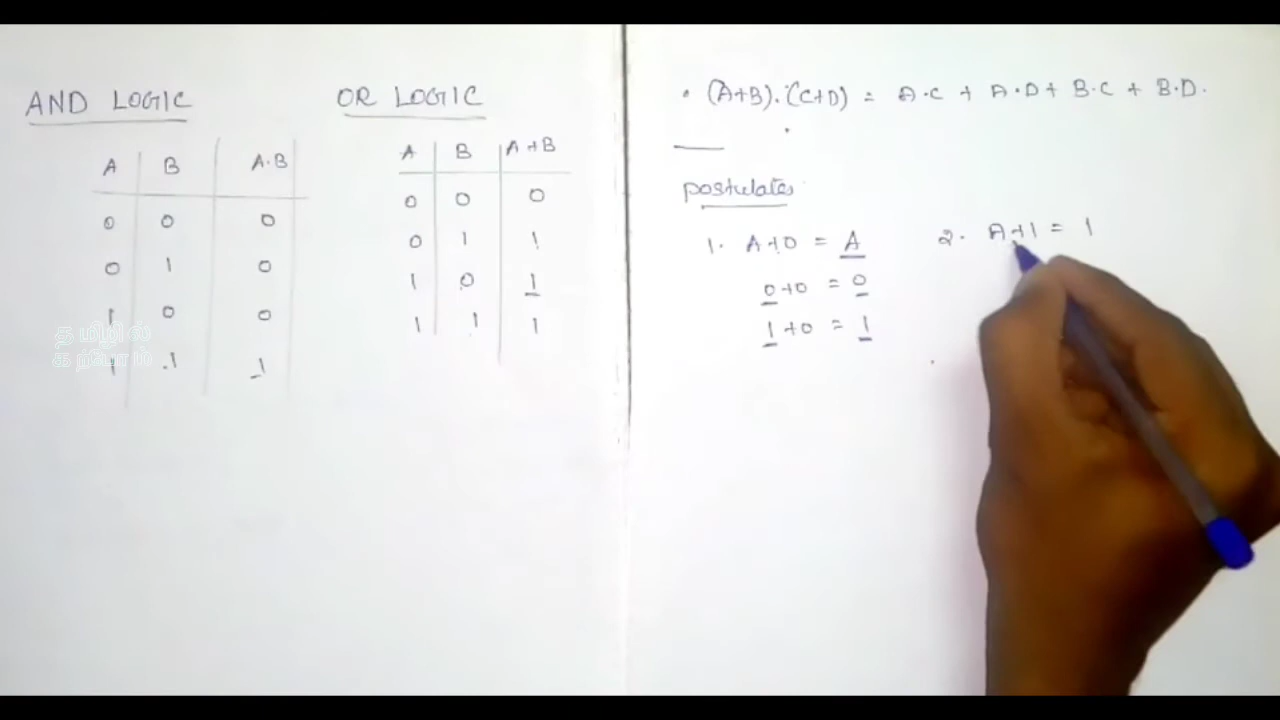 AND LOGIC
A B A·B
0 0 0
0 1 0
1 0 0
1 1 1
தமிழில்
கற்போம்
OR LOGIC
A B A+B
0 0 0
0 1 1
1 0 1
1 1 1
• (A+B)·(C+D) = A·C + A·D + B·C + B·D.
postulates
1. A+0 = A
0+0 = 0
1+0 = 1
2. A+1 = 1